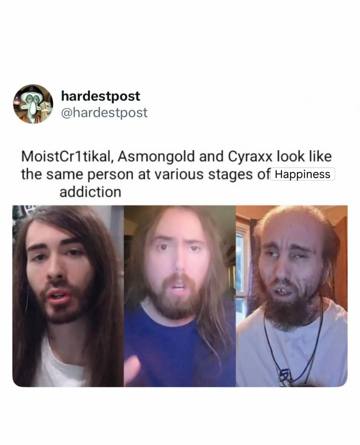 hardestpost
@hardestpost
MoistCr1tikal, Asmongold and Cyraxx look like
the same person at various stages of Happiness
addiction